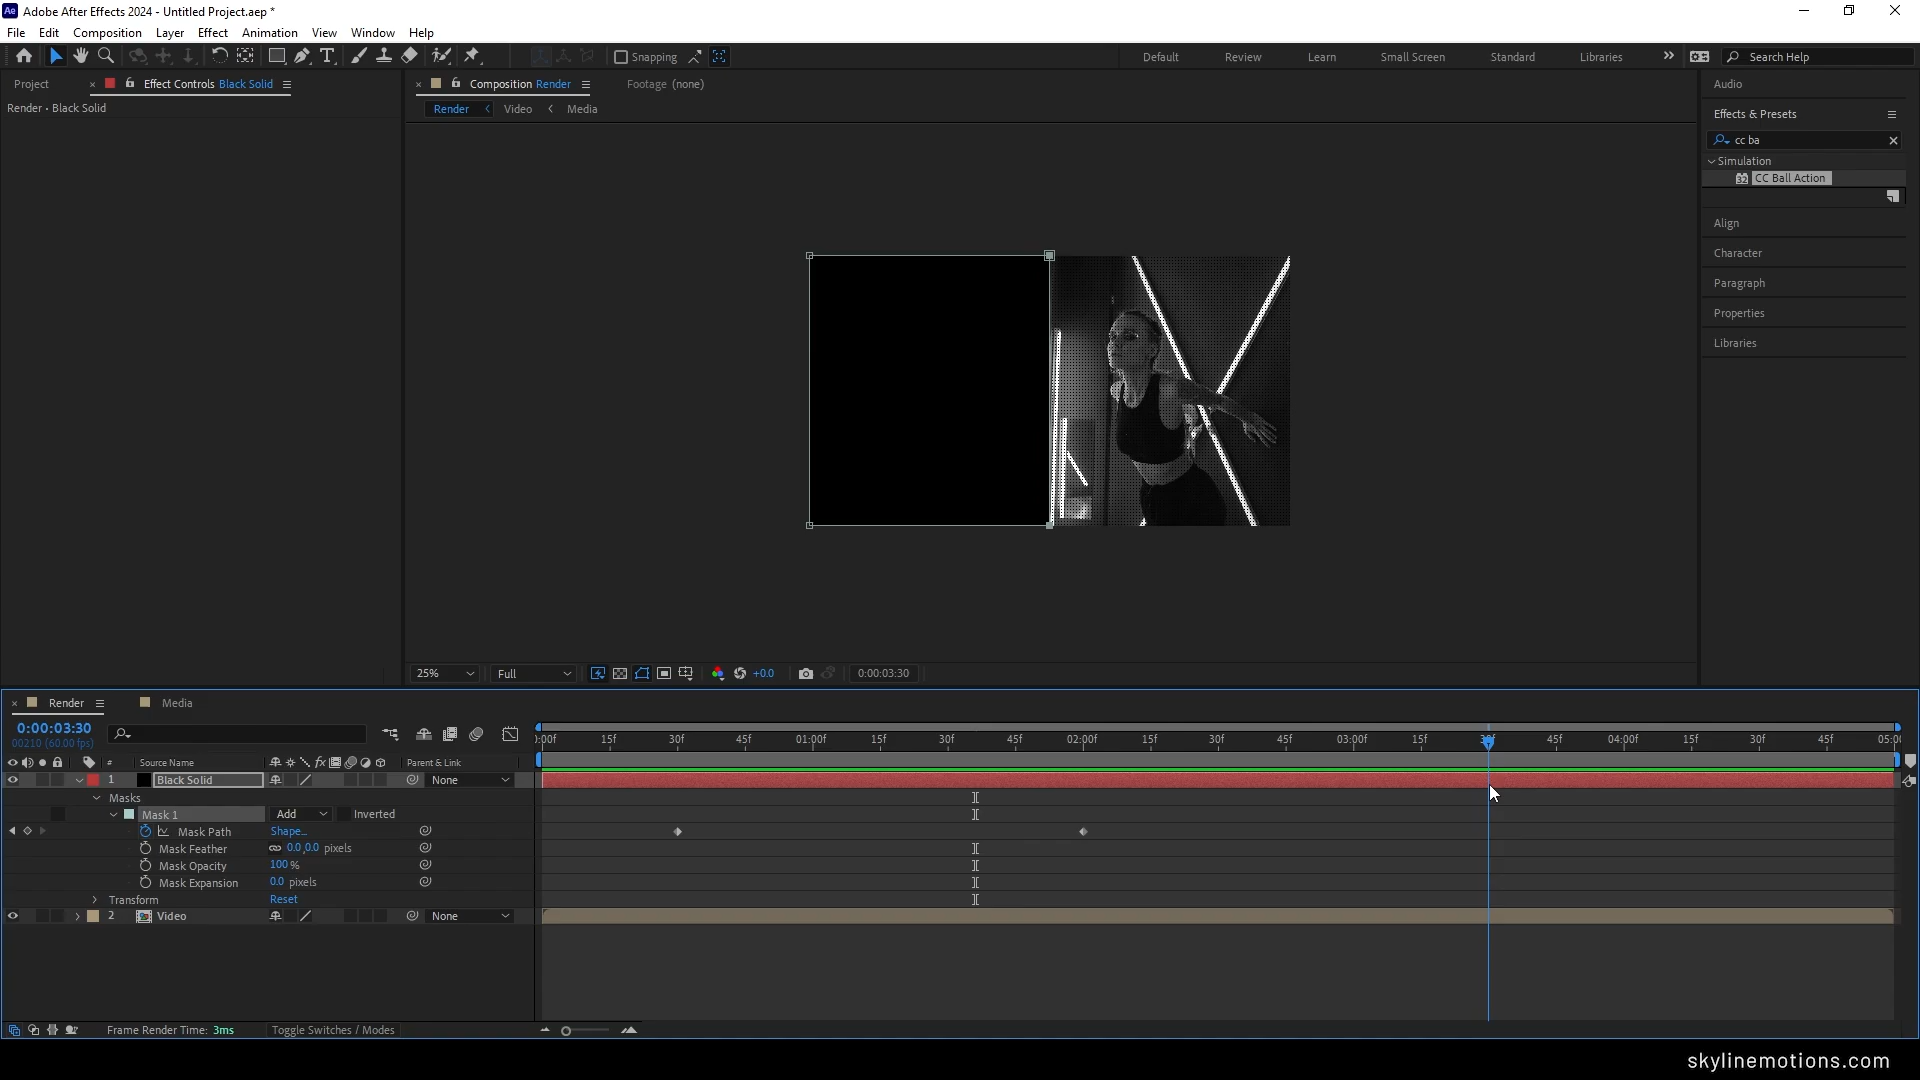 Ae Adobe After Effects 2024 - Untitled Project.aep *
File Edit Composition Layer Effect Animation View Window Help
Snapping Default Review Learn Small Screen Standard Libraries Search Help
Project Effect Controls Black Solid Composition Render Footage (none) Audio
Render • Black Solid Render Video Media Effects & Presets
cc ba
Simulation
32 CC Ball Action
Align
Character
Paragraph
Properties
Libraries
25% Full +0.0 0:00:03:30
Render Media
0:00:03:30
00210 (60.00 fps)
15f 30f 45f 01:00f 15f 30f 45f 02:00f 15f 30f 45f 03:00f 15f 45f 04:00f 15f 30f 45f
# Source Name fx Parent & Link
1 Black Solid None
Masks
Mask 1 Add Inverted
Mask Path Shape...
Mask Feather 0.0,0.0 pixels
Mask Opacity 100 %
Mask Expansion 0.0 pixels
Transform Reset
2 Video None
Frame Render Time: 3ms Toggle Switches / Modes
skylinemotions.com